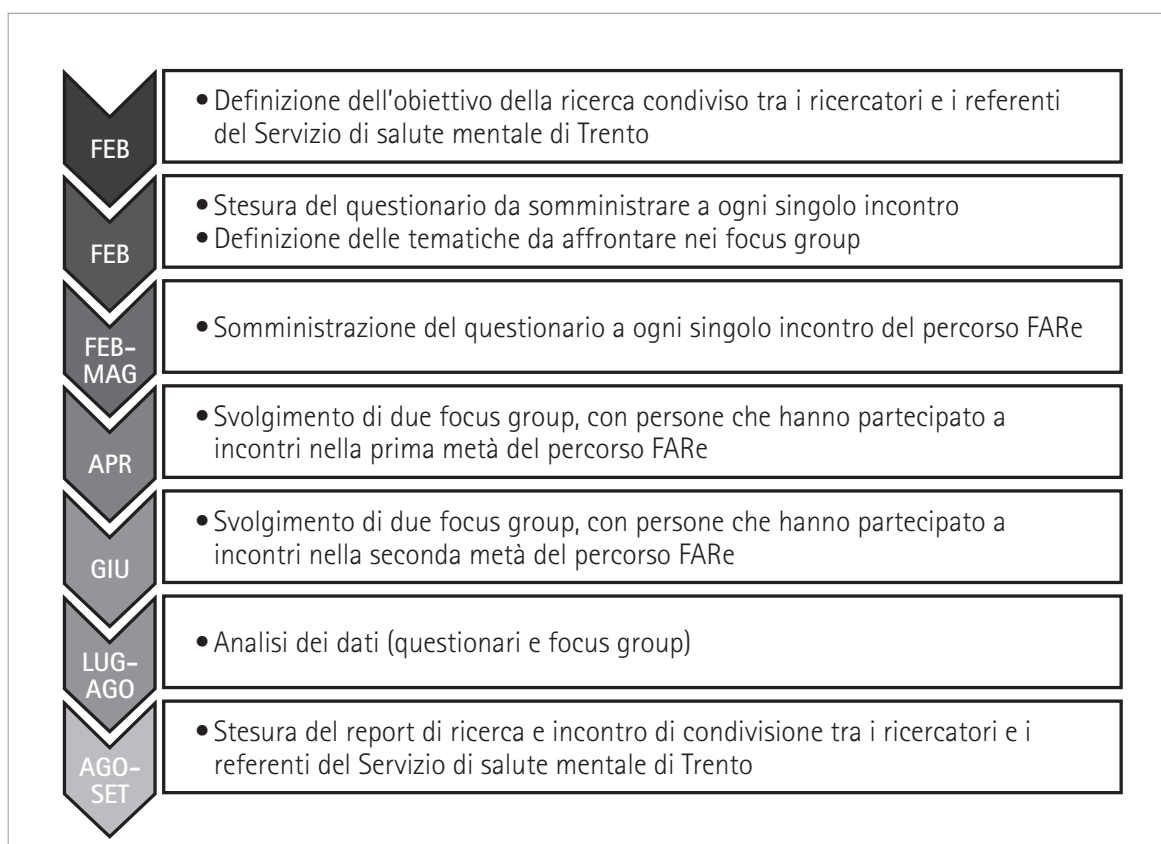 FEB
• Definizione dell'obiettivo della ricerca condiviso tra i ricercatori e i referenti
del Servizio di salute mentale di Trento
FEB
• Stesura del questionario da somministrare a ogni singolo incontro
• Definizione delle tematiche da affrontare nei focus group
FEB-
MAG
• Somministrazione del questionario a ogni singolo incontro del percorso FARe
APR
• Svolgimento di due focus group, con persone che hanno partecipato a
incontri nella prima metà del percorso FARe
GIU
• Svolgimento di due focus group, con persone che hanno partecipato a
incontri nella seconda metà del percorso FARe
LUG-
AGO
• Analisi dei dati (questionari e focus group)
AGO-
SET
• Stesura del report di ricerca e incontro di condivisione tra i ricercatori e i
referenti del Servizio di salute mentale di Trento